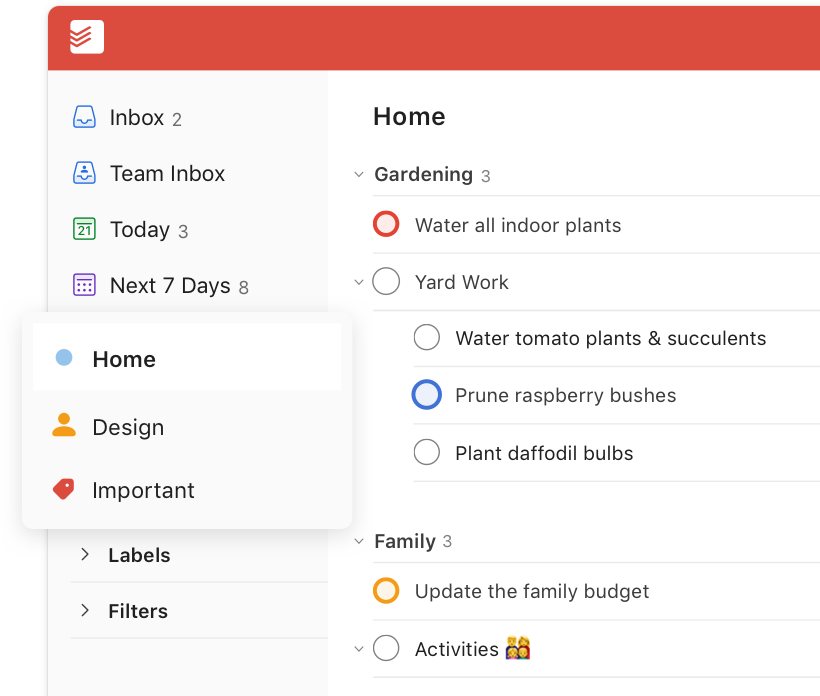 Inbox 2
Team Inbox
21
Today 3
Next 7 Days 8
Home
Design
Important
Labels
Filters
Home
Gardening 3
Water all indoor plants
Yard Work
Water tomato plants & succulents
Prune raspberry bushes
Plant daffodil bulbs
Family 3
Update the family budget
Activities 👨‍👩‍👧‍👦